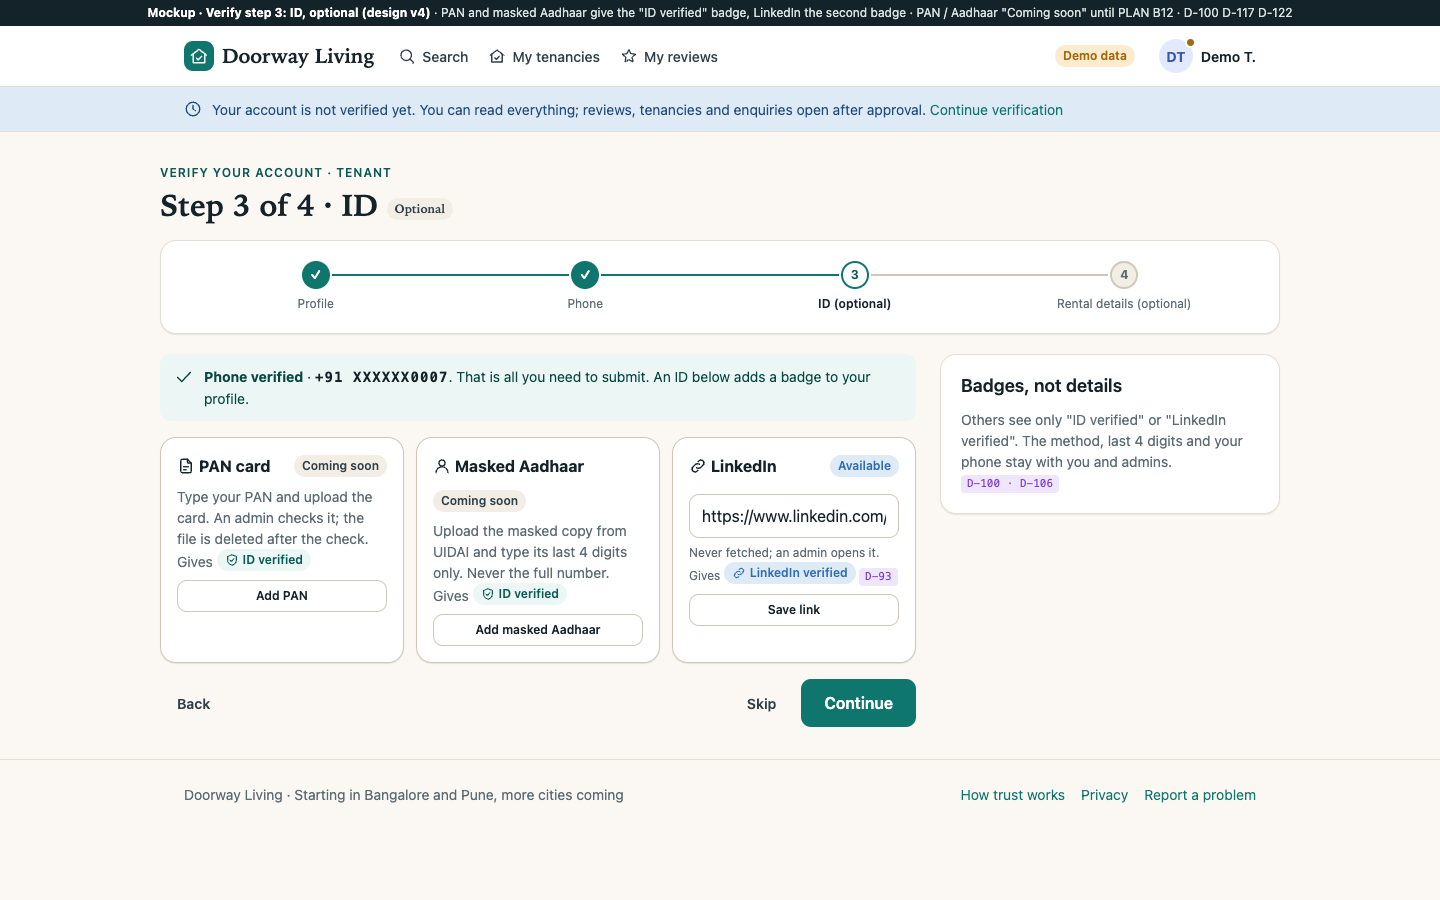 Mockup · Verify step 3: ID, optional (design v4) · PAN and masked Aadhaar give the "ID verified" badge, LinkedIn the second badge · PAN / Aadhaar "Coming soon" until PLAN B12 · D-100 D-117 D-122
Doorway Living
Search
My tenancies
My reviews
Demo data
DT
Demo T.
Your account is not verified yet. You can read everything; reviews, tenancies and enquiries open after approval. Continue verification
VERIFY YOUR ACCOUNT · TENANT
Step 3 of 4 · ID
Optional
Profile
Phone
3
ID (optional)
4
Rental details (optional)
Phone verified · +91 XXXXXX0007. That is all you need to submit. An ID below adds a badge to your
profile.
PAN card
Coming soon
Type your PAN and upload the
card. An admin checks it; the
file is deleted after the check.
Gives ID verified
Add PAN
Masked Aadhaar
Coming soon
Upload the masked copy from
UIDAI and type its last 4 digits
only. Never the full number.
Gives ID verified
Add masked Aadhaar
LinkedIn
Available
https://www.linkedin.com/
Never fetched; an admin opens it.
Gives LinkedIn verified D-93
Save link
Badges, not details
Others see only "ID verified" or "LinkedIn
verified". The method, last 4 digits and your
phone stay with you and admins.
D-100 · D-106
Back
Skip
Continue
Doorway Living · Starting in Bangalore and Pune, more cities coming
How trust works
Privacy
Report a problem